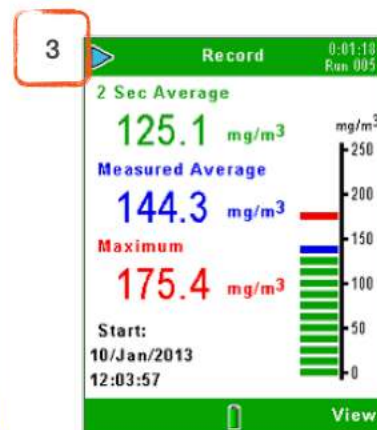 3
Record
0:01:18
Run 005
2 Sec Average
125.1 mg/m3
Measured Average
144.3 mg/m3
Maximum
175.4 mg/m3
Start:
10/Jan/2013
12:03:57
mg/m3
250
200
150
100
50
0
View